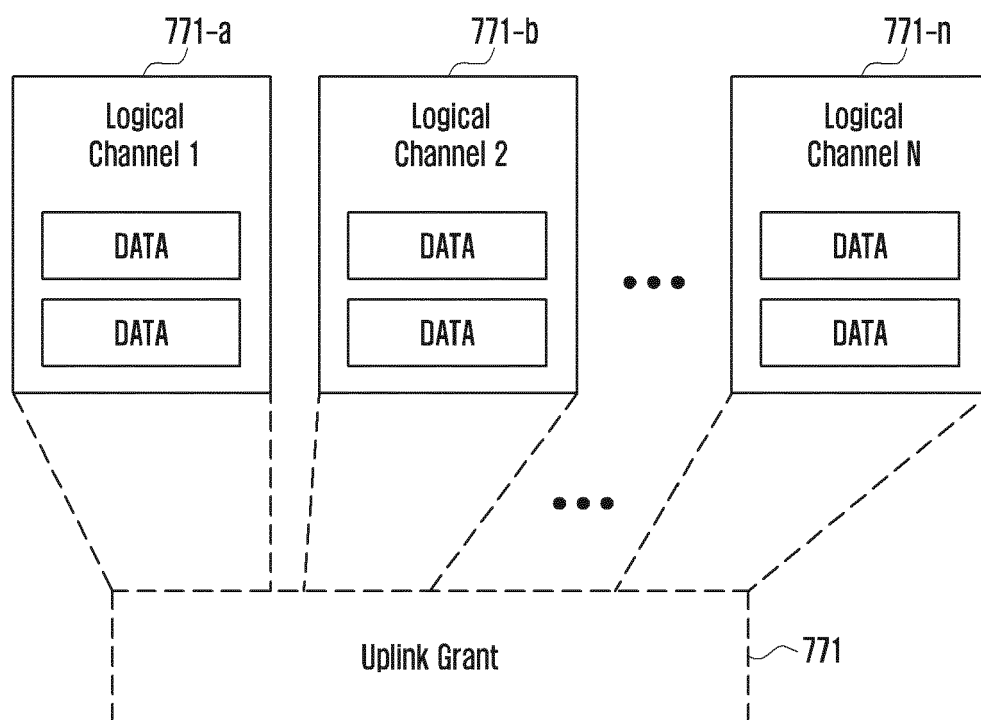 771-a
771-b
771-n
Logical
Channel 1
Logical
Channel 2
Logical
Channel N
DATA
DATA
DATA
DATA
DATA
DATA
Uplink Grant
771